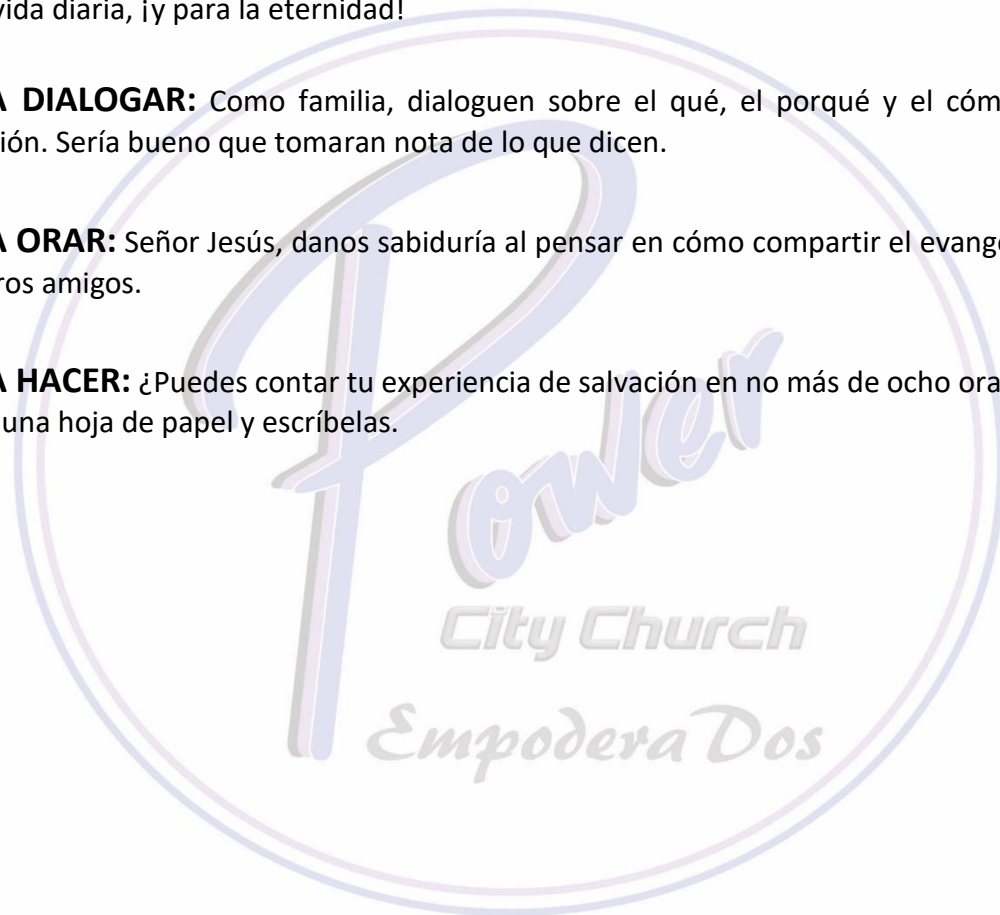 vida diaria, ¡y para la eternidad!
A DIALOGAR: Como familia, dialoguen sobre el qué, el porqué y el cóm
ión. Sería bueno que tomaran nota de lo que dicen.
A ORAR: Señor Jesús, danos sabiduría al pensar en cómo compartir el evange
ros amigos.
A HACER: ¿Puedes contar tu experiencia de salvación en no más de ocho ora
una hoja de papel y escríbelas.
Power
City Church
EmpoderaDos